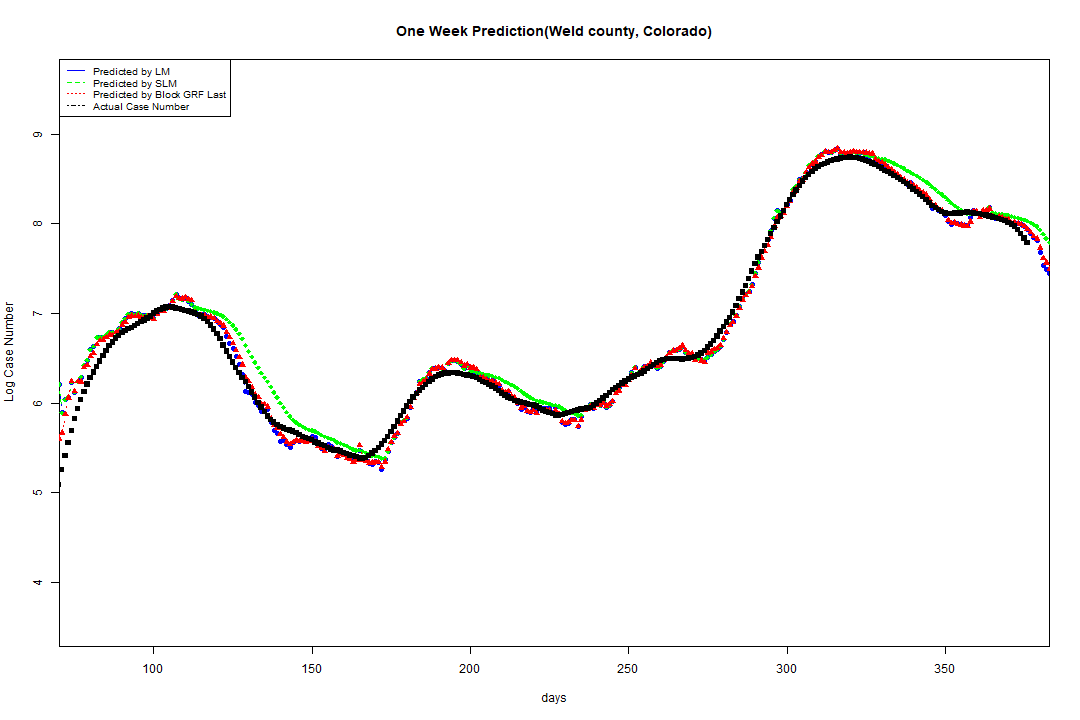 One Week Prediction(Weld county, Colorado)
Predicted by LM
Predicted by SLM
Predicted by Block GRF Last
Actual Case Number
9
8
7
6
5
4
Log Case Number
100 150 200 250 300 350
days